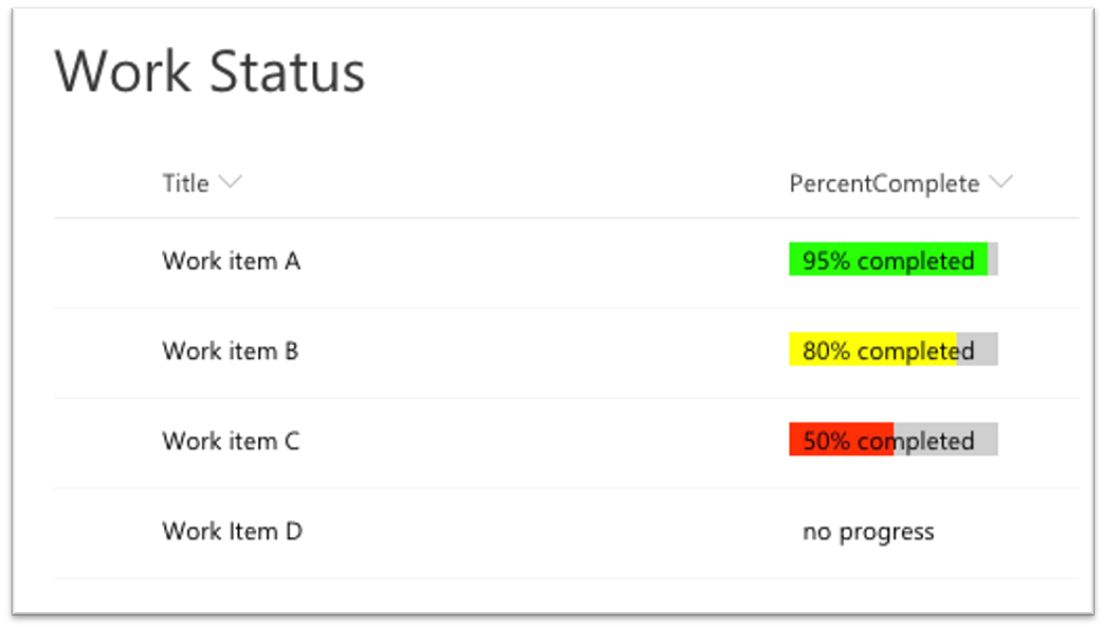 Work Status
Title PercentComplete
Work item A 95% completed
Work item B 80% completed
Work item C 50% completed
Work Item D no progress